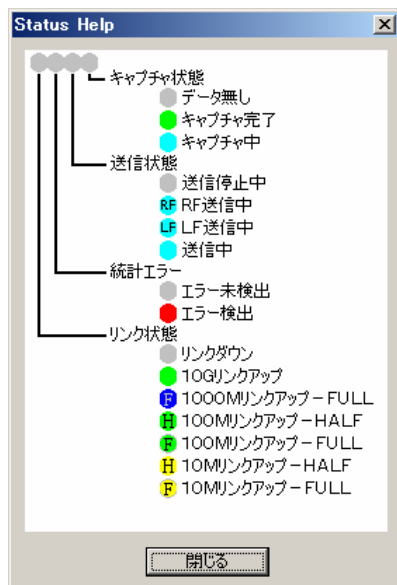 Status Help
キャプチャ状態
データ無し
キャプチャ完了
キャプチャ中
送信状態
送信停止中
RF RF送信中
LF LF送信中
送信中
統計エラー
エラー未検出
エラー検出
リンク状態
リンクダウン
10Gリンクアップ
F 1000Mリンクアップ－FULL
H 100Mリンクアップ－HALF
F 100Mリンクアップ－FULL
H 10Mリンクアップ－HALF
F 10Mリンクアップ－FULL
閉じる